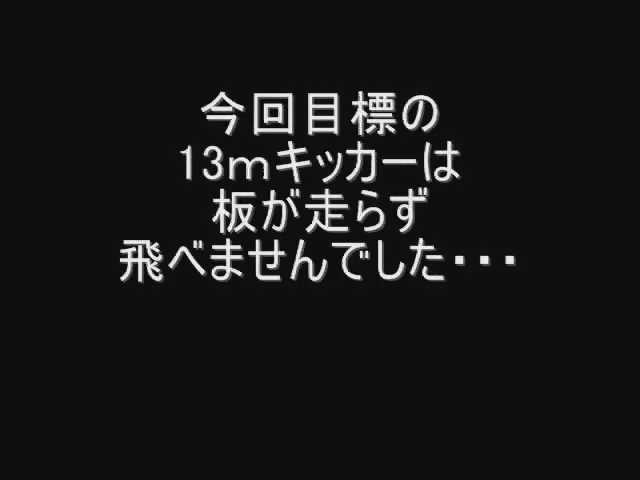 今回目標の
13ｍキッカーは
板が走らず
飛べませんでした・・・